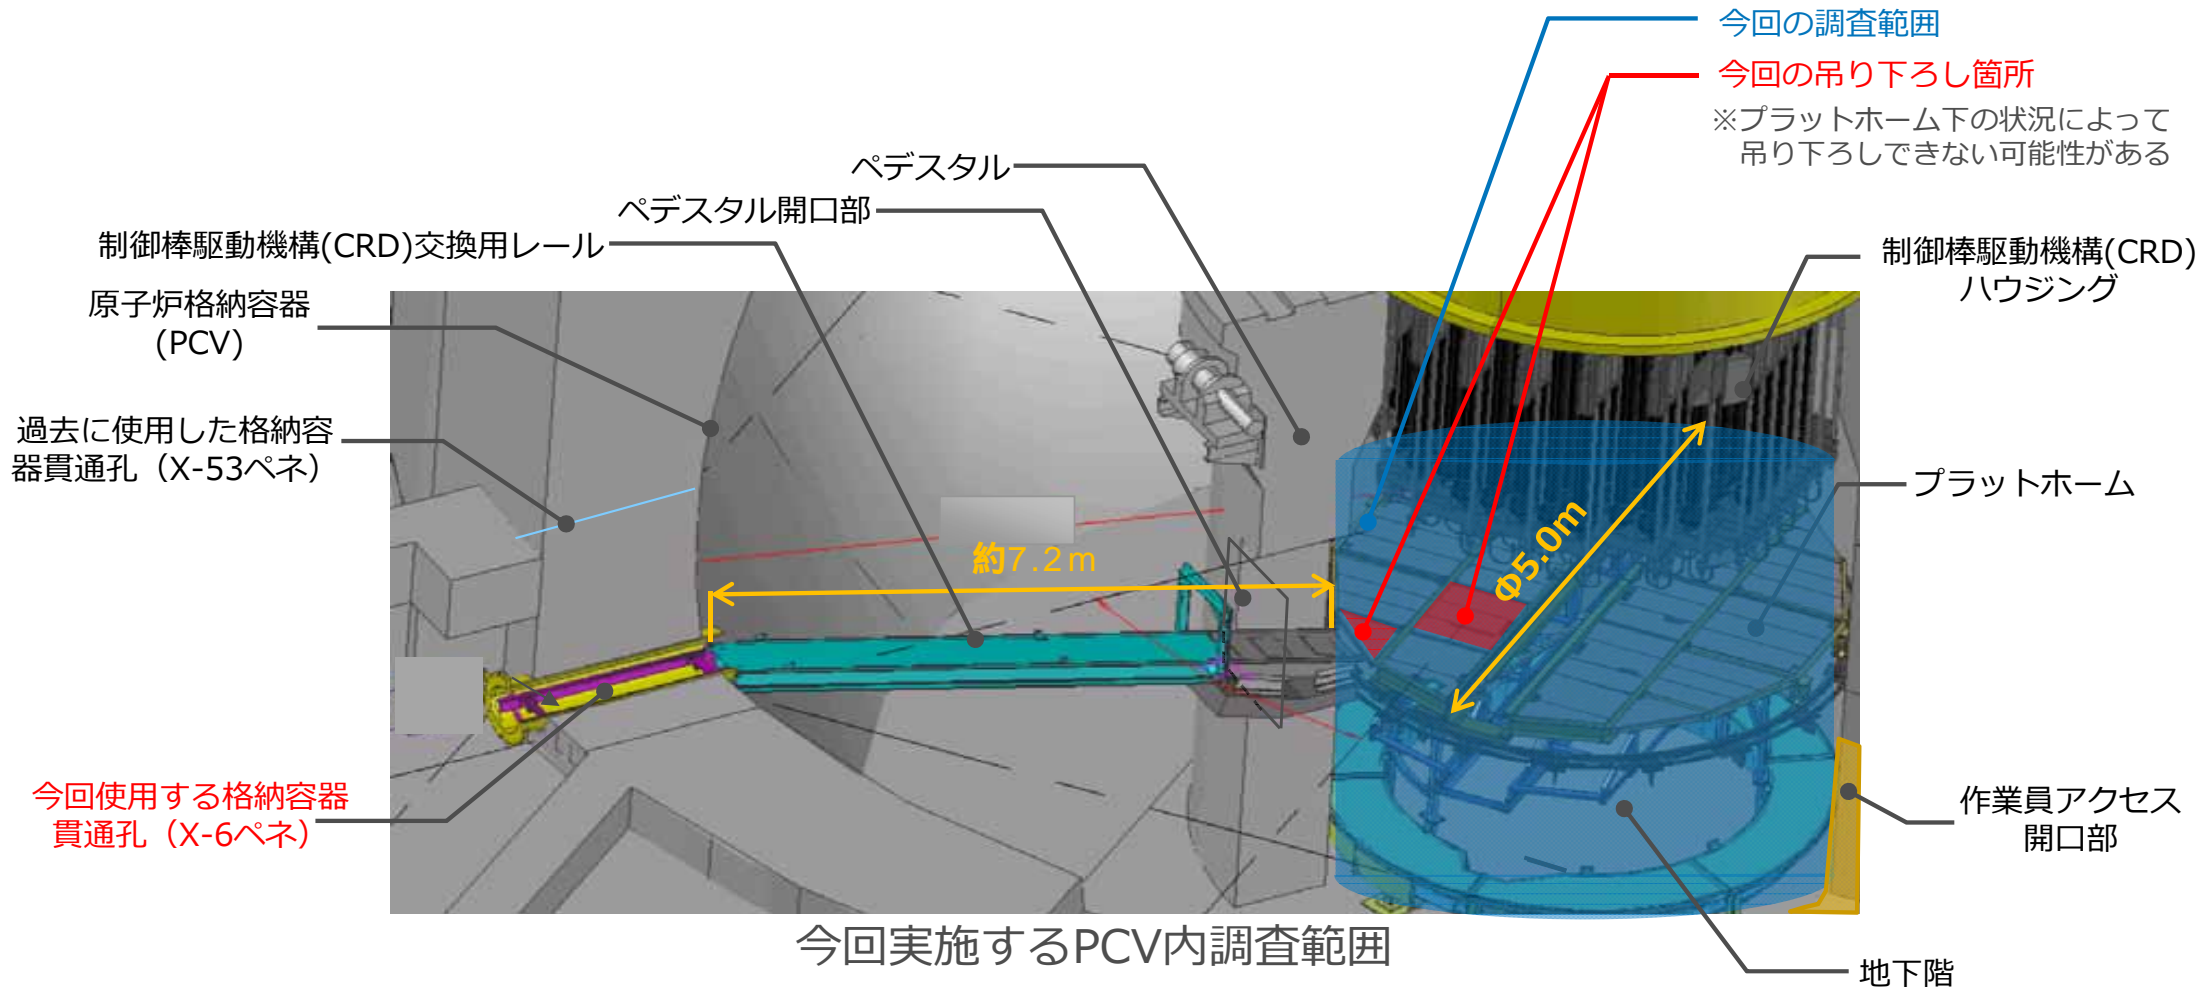 今回の調査範囲
今回の吊り下ろし箇所
※プラットホーム下の状況によって
吊り下ろしできない可能性がある
ペデスタル
ペデスタル開口部
制御棒駆動機構(CRD)交換用レール
原子炉格納容器
(PCV)
過去に使用した格納容
器貫通孔（X-53ペネ）
今回使用する格納容器
貫通孔（X-6ペネ）
約7.2m
Φ5.0m
制御棒駆動機構(CRD)
ハウジング
プラットホーム
作業員アクセス
開口部
地下階
今回実施するPCV内調査範囲